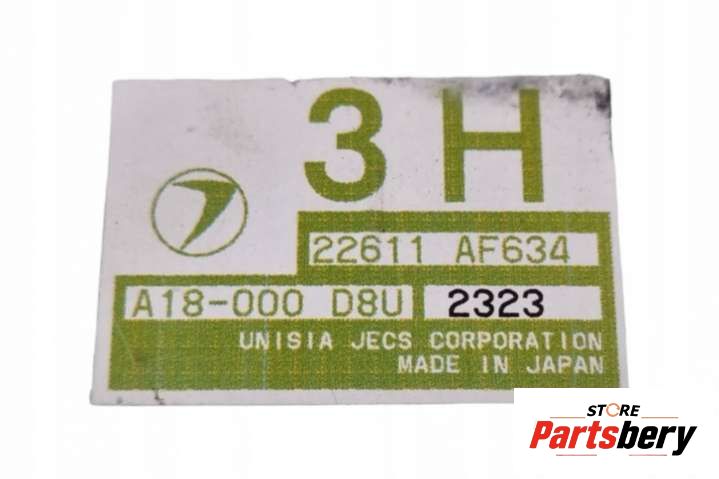 3H
22611 AF634
A18-000 D8U 2323
UNISIA JECS CORPORATION
MADE IN JAPAN
STORE
Partsbery